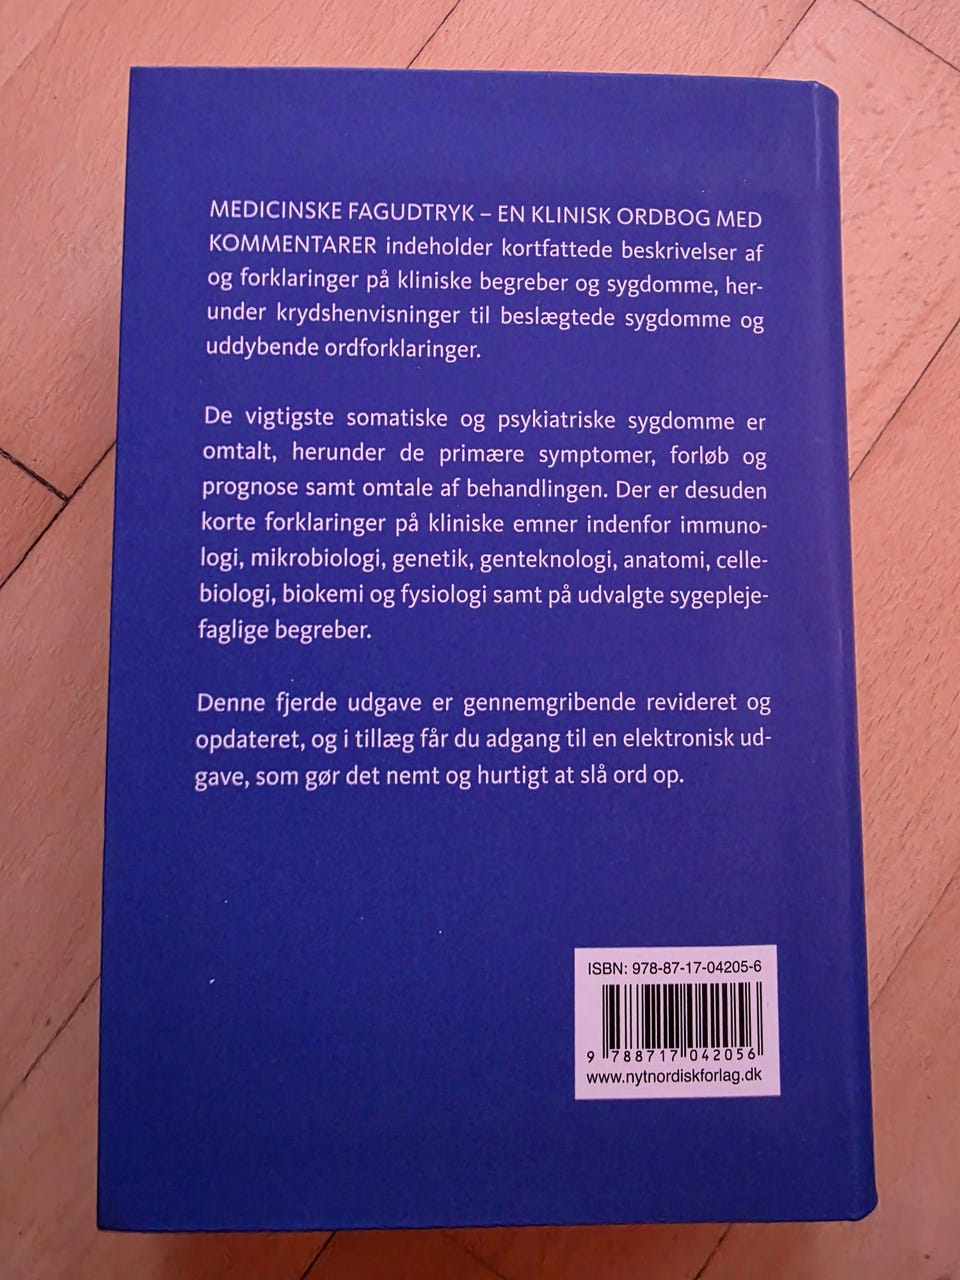 MEDICINSKE FAGUDTRYK – EN KLINISK ORDBOG MED
KOMMENTARER indeholder kortfattede beskrivelser af
og forklaringer på kliniske begreber og sygdomme, her-
under krydshenvisninger til beslægtede sygdomme og
uddybende ordforklaringer.
De vigtigste somatiske og psykiatriske sygdomme er
omtalt, herunder de primære symptomer, forløb og
prognose samt omtale af behandlingen. Der er desuden
korte forklaringer på kliniske emner indenfor immuno-
logi, mikrobiologi, genetik, genteknologi, anatomi, celle-
biologi, biokemi og fysiologi samt på udvalgte sygepleje-
faglige begreber.
Denne fjerde udgave er gennemgribende revideret og
opdateret, og i tillæg får du adgang til en elektronisk ud-
gave, som gør det nemt og hurtigt at slå ord op.
ISBN: 978-87-17-04205-6
9 788717 042056
www.nytnordiskforlag.dk